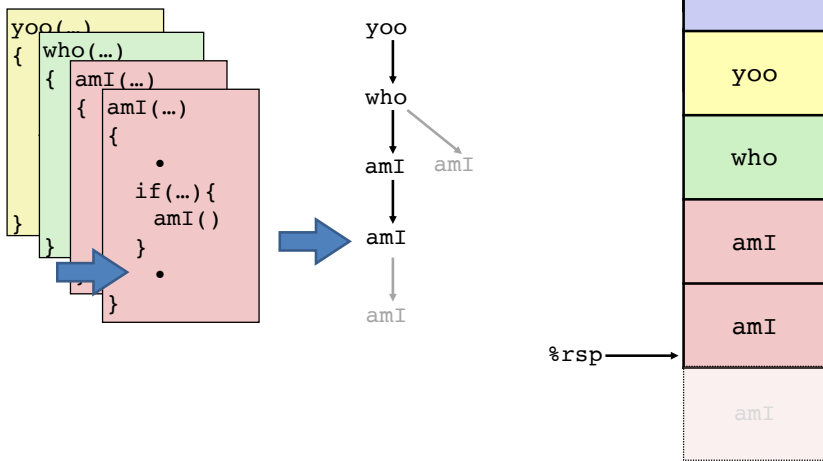 yoo(…)
{
}
who(…)
{
}
amI(…)
{
}
amI(…)
{
•
if(…){
amI()
}
•
}
yoo
who
amI
amI
amI
amI
yoo
who
amI
amI
%rsp
amI